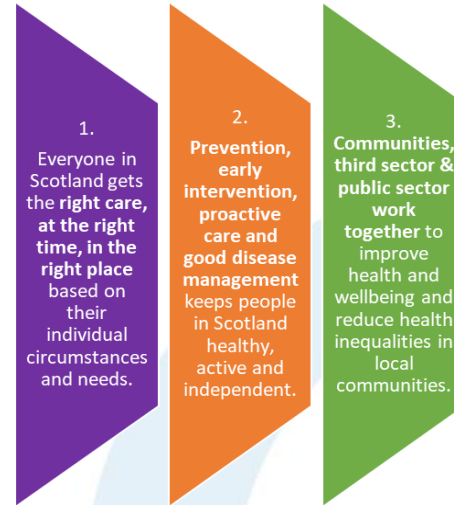 1.
Everyone in
Scotland gets
the right care,
at the right
time, in the
right place
based on
their
individual
circumstances
and needs.
2.
Prevention,
early
intervention,
proactive
care and
good disease
management
keeps people
in Scotland
healthy,
active and
independent.
3.
Communities,
third sector &
public sector
work
together to
improve
health and
wellbeing and
reduce health
inequalities in
local
communities.